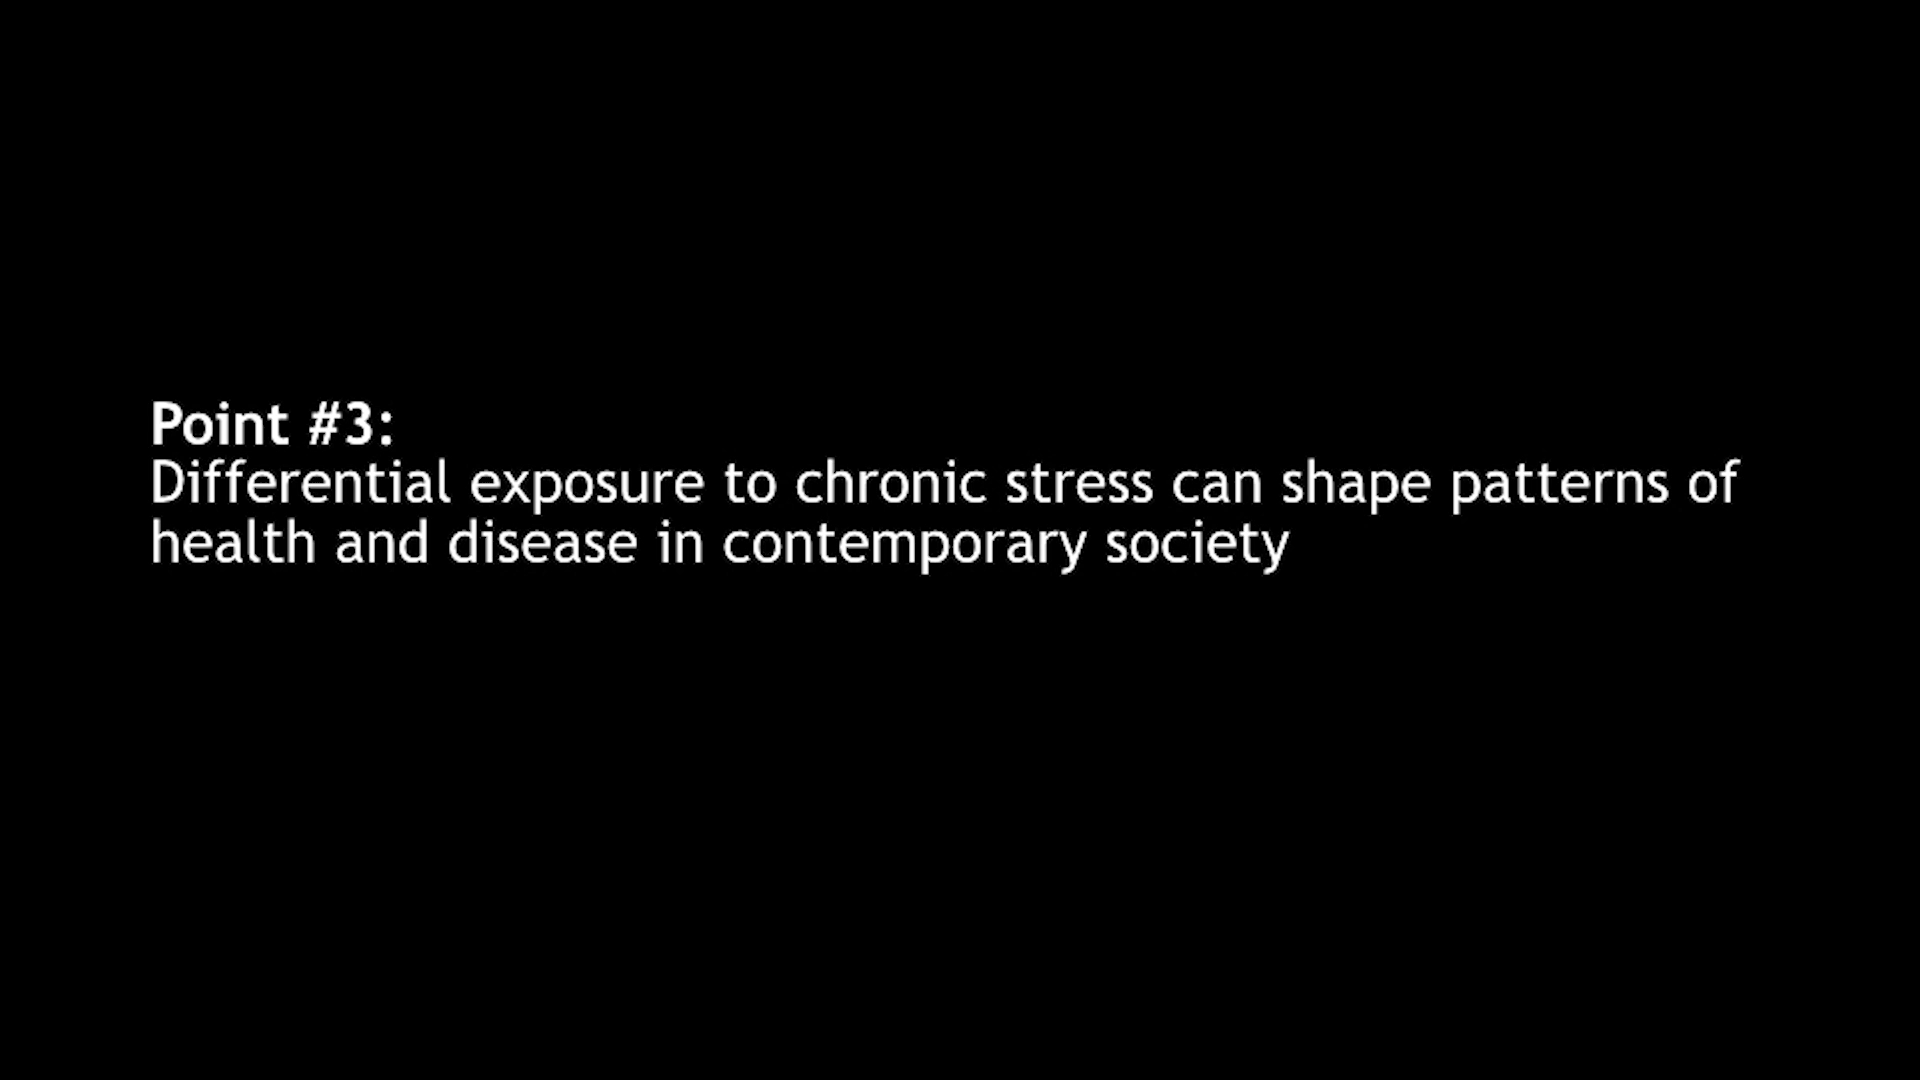 Point #3:
Differential exposure to chronic stress can shape patterns of
health and disease in contemporary society